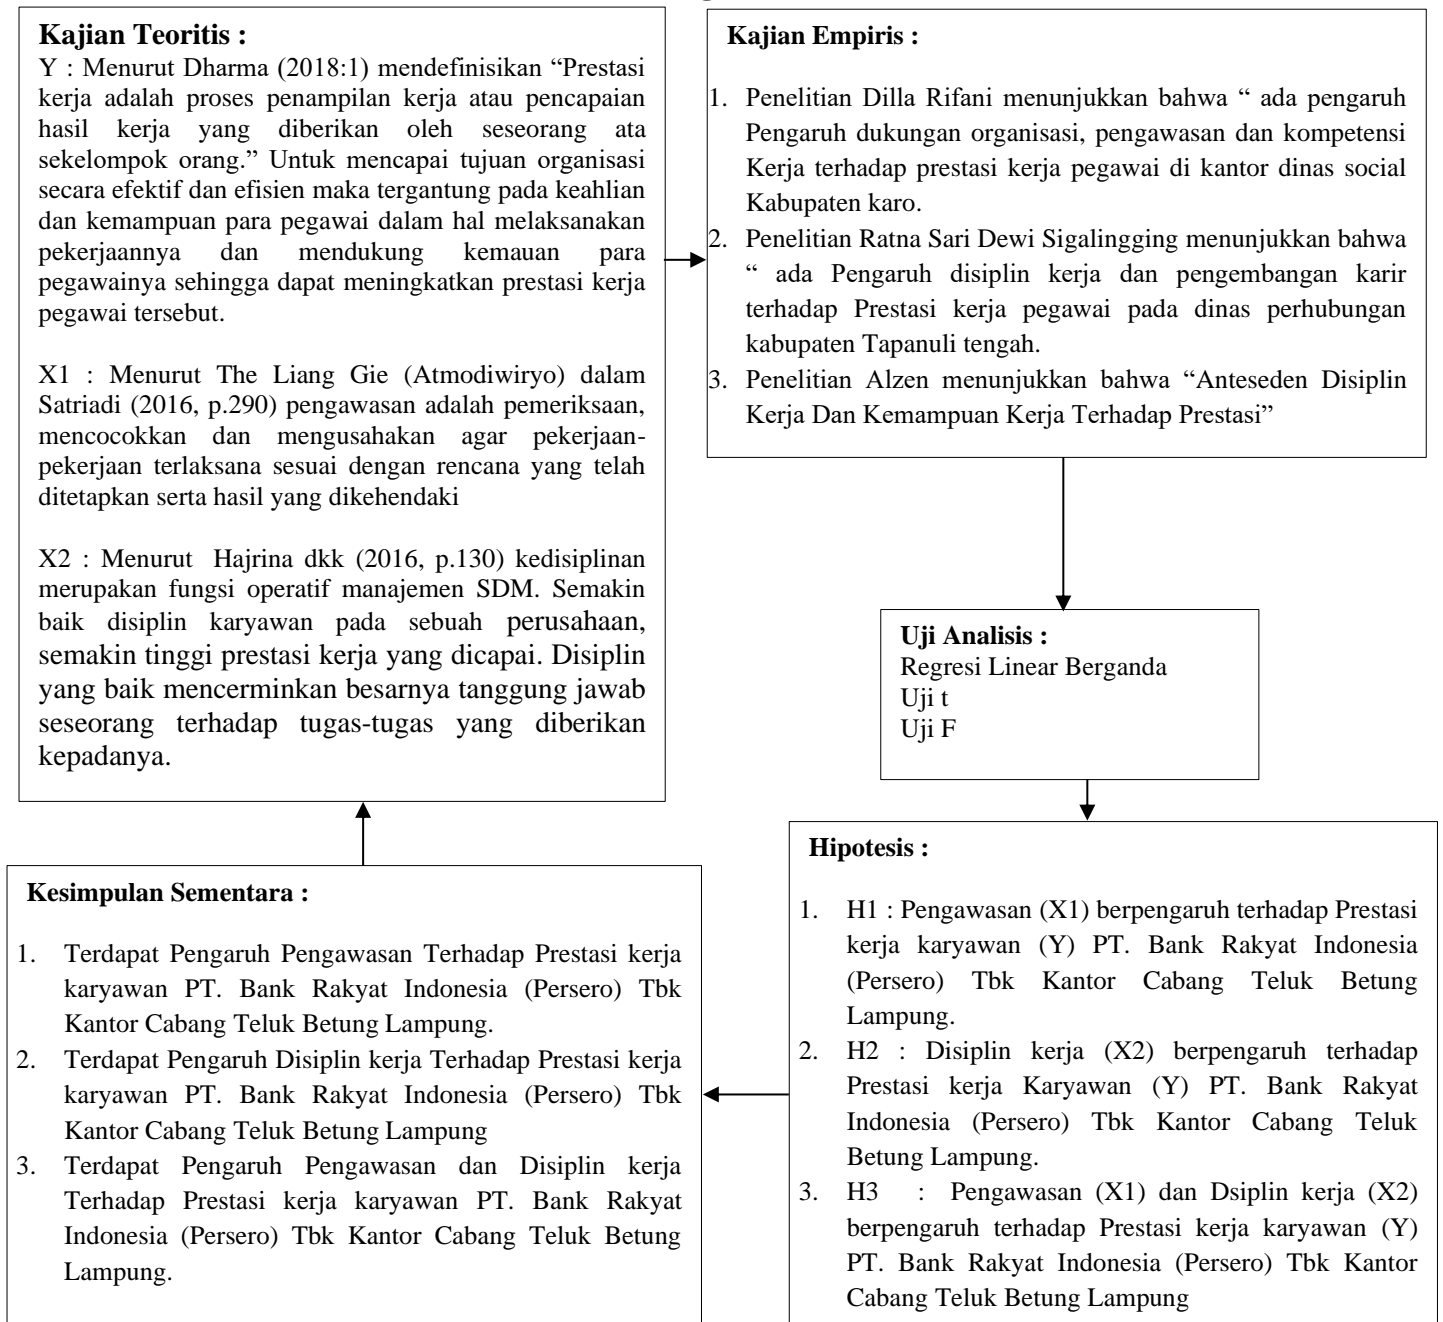 Kajian Teoritis :
Y : Menurut Dharma (2018:1) mendefinisikan “Prestasi
kerja adalah proses penampilan kerja atau pencapaian
hasil kerja yang diberikan oleh seseorang ata
sekelompok orang.” Untuk mencapai tujuan organisasi
secara efektif dan efisien maka tergantung pada keahlian
dan kemampuan para pegawai dalam hal melaksanakan
pekerjaannya dan mendukung kemauan para
pegawainya sehingga dapat meningkatkan prestasi kerja
pegawai tersebut.
X1 : Menurut The Liang Gie (Atmodiwiryo) dalam
Satriadi (2016, p.290) pengawasan adalah pemeriksaan,
mencocokkan dan mengusahakan agar pekerjaan-
pekerjaan terlaksana sesuai dengan rencana yang telah
ditetapkan serta hasil yang dikehendaki
X2 : Menurut Hajrina dkk (2016, p.130) kedisiplinan
merupakan fungsi operatif manajemen SDM. Semakin
baik disiplin karyawan pada sebuah perusahaan,
semakin tinggi prestasi kerja yang dicapai. Disiplin
yang baik mencerminkan besarnya tanggung jawab
seseorang terhadap tugas-tugas yang diberikan
kepadanya.
Kajian Empiris :
1. Penelitian Dilla Rifani menunjukkan bahwa “ ada pengaruh
Pengaruh dukungan organisasi, pengawasan dan kompetensi
Kerja terhadap prestasi kerja pegawai di kantor dinas social
Kabupaten karo.
2. Penelitian Ratna Sari Dewi Sigalingging menunjukkan bahwa
“ ada Pengaruh disiplin kerja dan pengembangan karir
terhadap Prestasi kerja pegawai pada dinas perhubungan
kabupaten Tapanuli tengah.
3. Penelitian Alzen menunjukkan bahwa “Anteseden Disiplin
Kerja Dan Kemampuan Kerja Terhadap Prestasi”
Uji Analisis :
Regresi Linear Berganda
Uji t
Uji F
Hipotesis :
1. H1 : Pengawasan (X1) berpengaruh terhadap Prestasi
kerja karyawan (Y) PT. Bank Rakyat Indonesia
(Persero) Tbk Kantor Cabang Teluk Betung
Lampung.
2. H2 : Disiplin kerja (X2) berpengaruh terhadap
Prestasi kerja Karyawan (Y) PT. Bank Rakyat
Indonesia (Persero) Tbk Kantor Cabang Teluk
Betung Lampung.
3. H3 : Pengawasan (X1) dan Dsiplin kerja (X2)
berpengaruh terhadap Prestasi kerja karyawan (Y)
PT. Bank Rakyat Indonesia (Persero) Tbk Kantor
Cabang Teluk Betung Lampung
Kesimpulan Sementara :
1. Terdapat Pengaruh Pengawasan Terhadap Prestasi kerja
karyawan PT. Bank Rakyat Indonesia (Persero) Tbk
Kantor Cabang Teluk Betung Lampung.
2. Terdapat Pengaruh Disiplin kerja Terhadap Prestasi kerja
karyawan PT. Bank Rakyat Indonesia (Persero) Tbk
Kantor Cabang Teluk Betung Lampung
3. Terdapat Pengaruh Pengawasan dan Disiplin kerja
Terhadap Prestasi kerja karyawan PT. Bank Rakyat
Indonesia (Persero) Tbk Kantor Cabang Teluk Betung
Lampung.